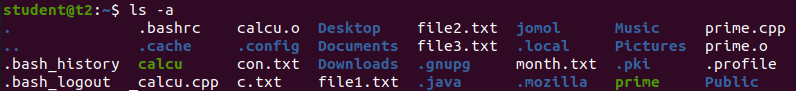 student@t2:~$ ls -a
. .bashrc calcu.o Desktop file2.txt jomol Music prime.cpp
.. .cache .config Documents file3.txt .local Pictures prime.o
.bash_history calcu con.txt Downloads .gnupg month.txt .pki .profile
.bash_logout _calcu.cpp c.txt file1.txt .java .mozilla prime Public